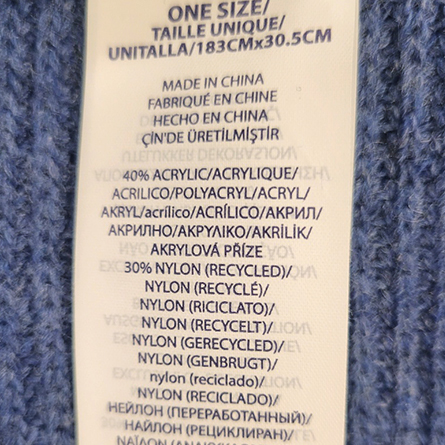 ONE SIZE/
TAILLE UNIQUE/
UNITALLA/183CMx30.5CM
MADE IN CHINA
FABRIQUÉ EN CHINE
HECHO EN CHINA
ÇİN'DE ÜRETİLMİŞTİR
40% ACRYLIC/ACRYLIQUE/
ACRILICO/POLYACRYL/ACRYL/
AKRYL/acrílico/ACRÍLICO/АКРИЛ/
АКРИЛНО/ΑΚΡΥΛΙΚΟ/AKRİLİK/
AKRYLOVÁ PŘÍZE
30% NYLON (RECYCLED)/
NYLON (RECYCLÉ)/
NYLON (RICICLATO)/
NYLON (RECYCELT)/
NYLON (GERECYCLED)/
NYLON (GENBRUGT)/
nylon (reciclado)/
NYLON (RECICLADO)/
НЕЙЛОН (ПЕРЕРАБОТАННЫЙ)/
НАЙЛОН (РЕЦИКЛИРАН)/